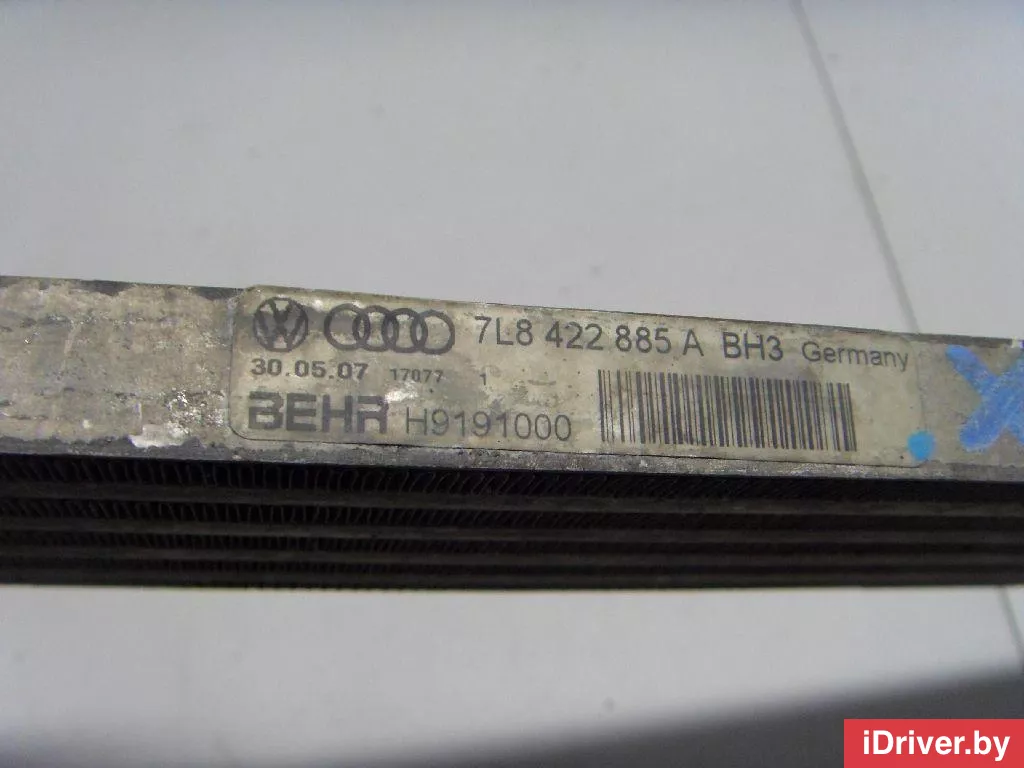 7L8 422 885 A BH3 Germany
30.05.07 17077 1
BEHR H9191000
iDriver.by